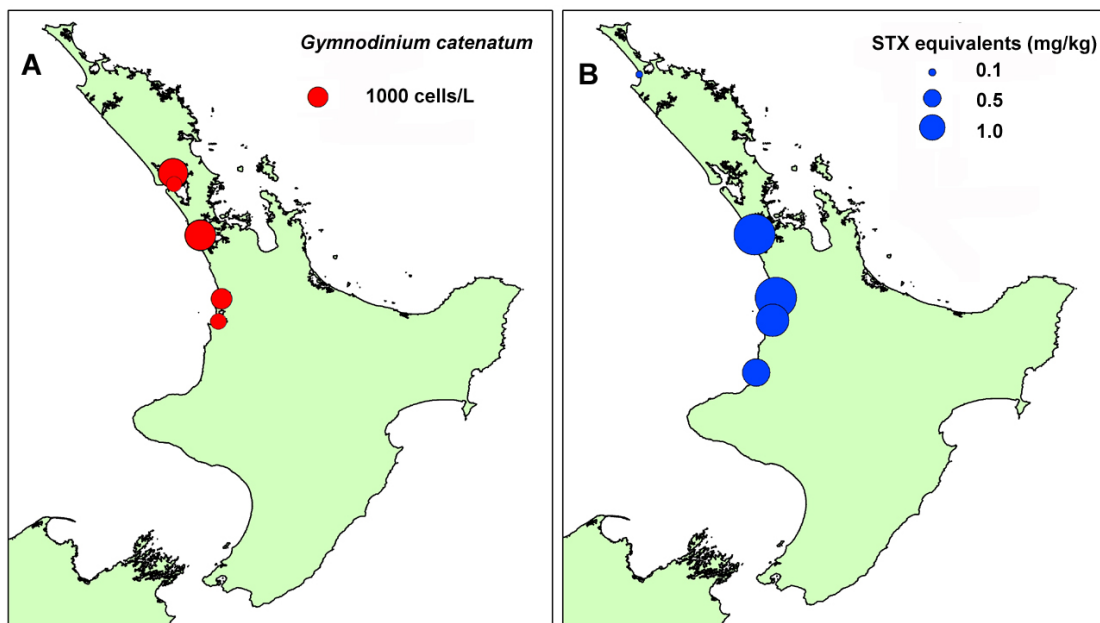 A
Gymnodinium catenatum
1000 cells/L
B
STX equivalents (mg/kg)
0.1
0.5
1.0